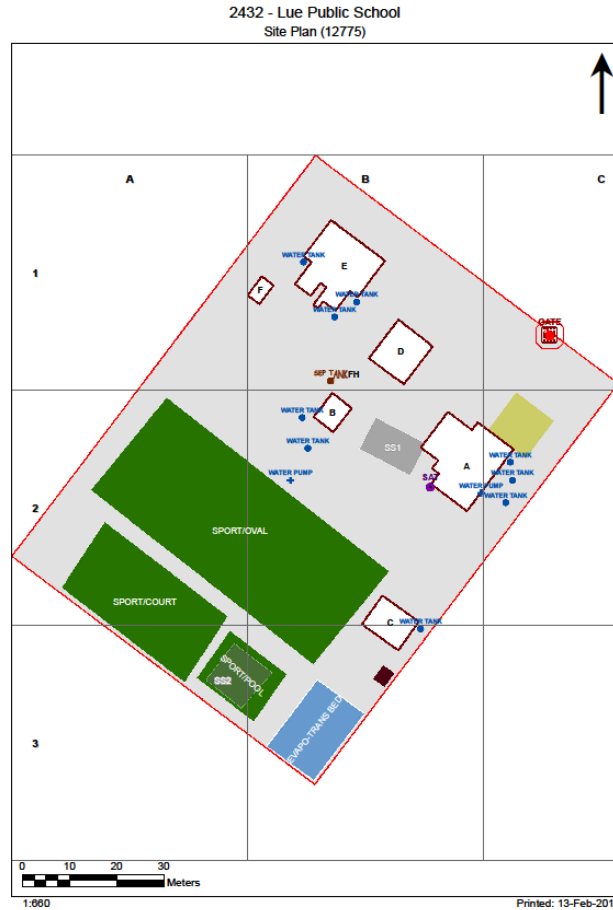 2432 - Lue Public School
Site Plan (12775)
A
B
C
1
WATER TANK
E
F
WATER TANK
WATER TANK
GATE
D
SEP TANK
FH
WATER TANK
B
WATER TANK
WATER PUMP
SS1
A
WATER TANK
SAT
WATER PUMP
WATER TANK
WATER TANK
2
SPORT/OVAL
SPORT/COURT
C
WATER TANK
SPORT/POOL
SS2
EVAPO-TRANS BED
3
0 10 20 30
Meters
1:660
Printed: 13-Feb-201